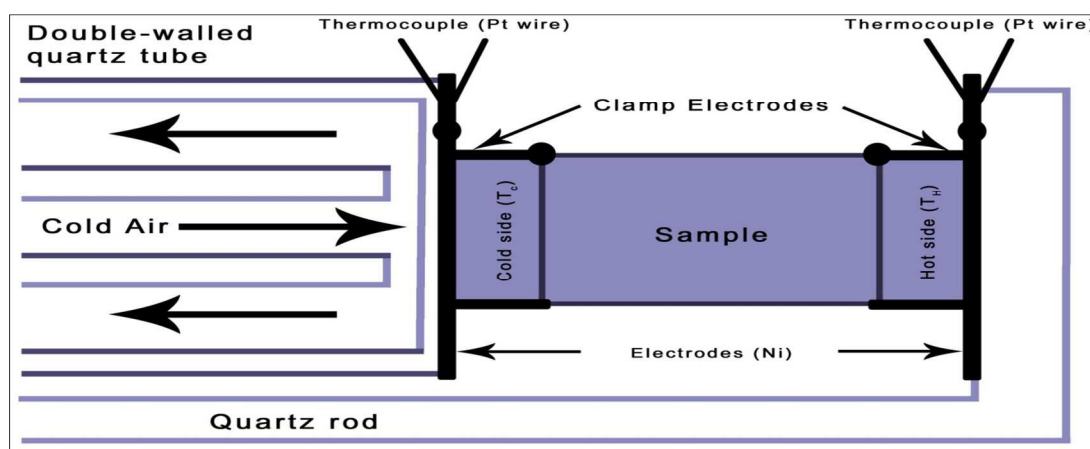 Double-walled
quartz tube
Thermocouple (Pt wire)
Thermocouple (Pt wire)
Clamp Electrodes
Cold Air
Cold side (Tc)
Sample
Hot side (TH)
Electrodes (Ni)
Quartz rod